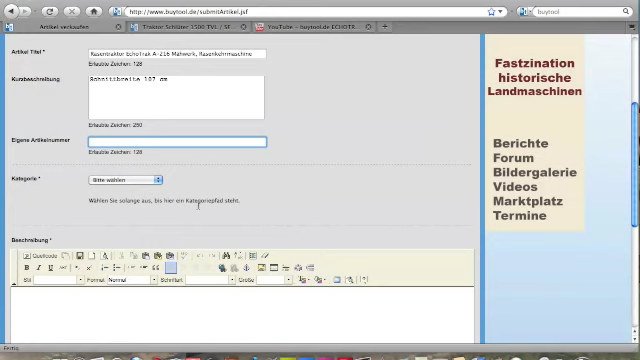 http://www.buytool.de/submitArtikel.jsf
buytool
Artikel verkaufen
Traktor Schlüter 1500 TVL / SF...
YouTube - buytool.de ECHOTR...
Artikel Titel *
Rasentraktor EchoTrak A-216 Mähwerk, Rasenkehrmaschine
Erlaubte Zeichen: 128
Kurzbeschreibung
Schnittbreite 107 cm
Erlaubte Zeichen: 250
Eigene Artikelnummer
Erlaubte Zeichen: 128
Kategorie *
Bitte wählen
Wählen Sie solange aus, bis hier ein Kategoriepfad steht.
Beschreibung *
Quellcode
Stil
Format
Normal
Schriftart
Größe
Fastzination
historische
Landmaschinen
Berichte
Forum
Bildergalerie
Videos
Marktplatz
Termine
Fertig